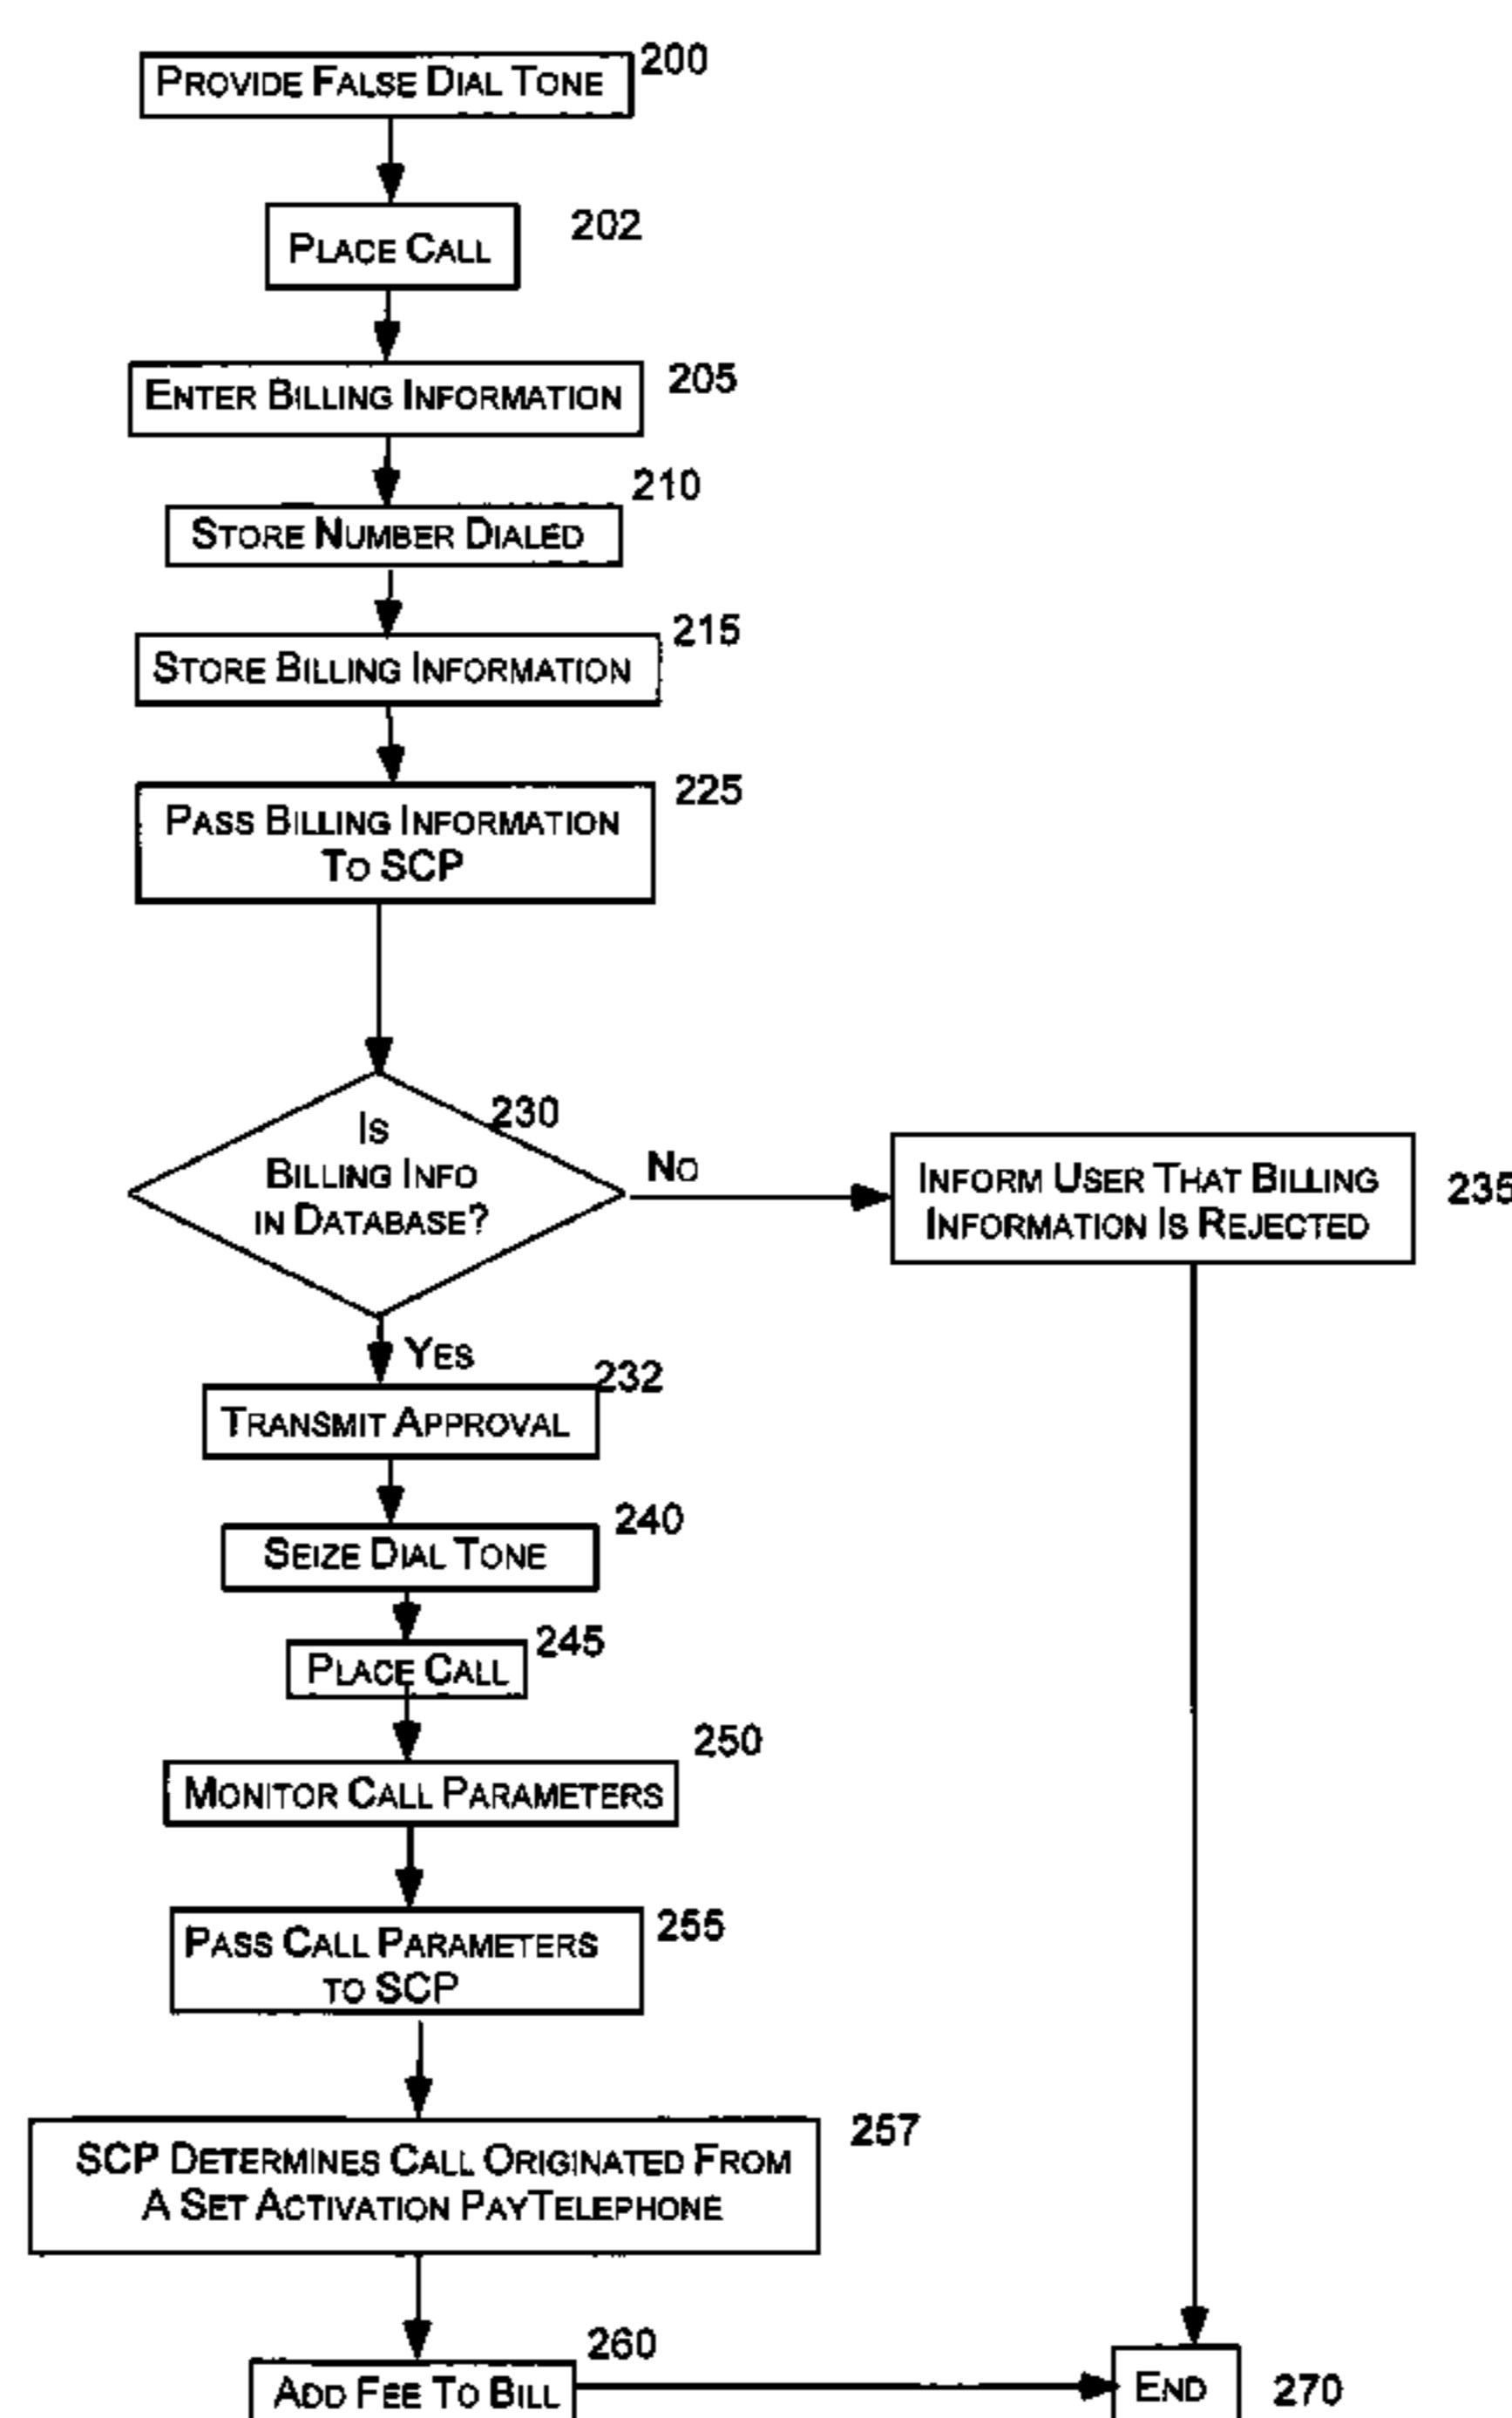 PROVIDE FALSE DIAL TONE 200
PLACE CALL 202
ENTER BILLING INFORMATION 205
STORE NUMBER DIALED 210
STORE BILLING INFORMATION 215
PASS BILLING INFORMATION 225
TO SCP
IS 230
BILLING INFO
IN DATABASE?
NO
INFORM USER THAT BILLING 235
INFORMATION IS REJECTED
YES
TRANSMIT APPROVAL 232
SEIZE DIAL TONE 240
PLACE CALL 245
MONITOR CALL PARAMETERS 250
PASS CALL PARAMETERS 255
TO SCP
SCP DETERMINES CALL ORIGINATED FROM 257
A SET ACTIVATION PAYTELEPHONE
ADD FEE TO BILL 260
END 270